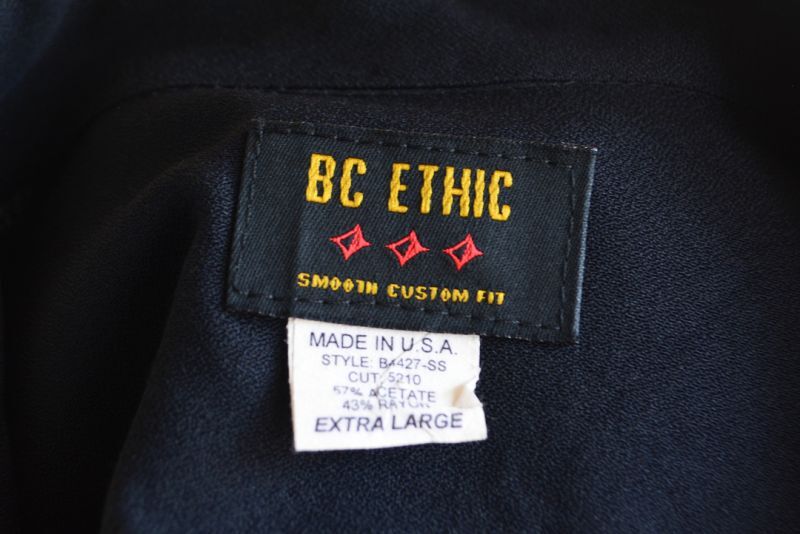 BC ETHIC
SMOOTH CUSTOM FIT
MADE IN U.S.A.
STYLE: B4427-SS
CUT: 5210
57% ACETATE
43% RAYON
EXTRA LARGE